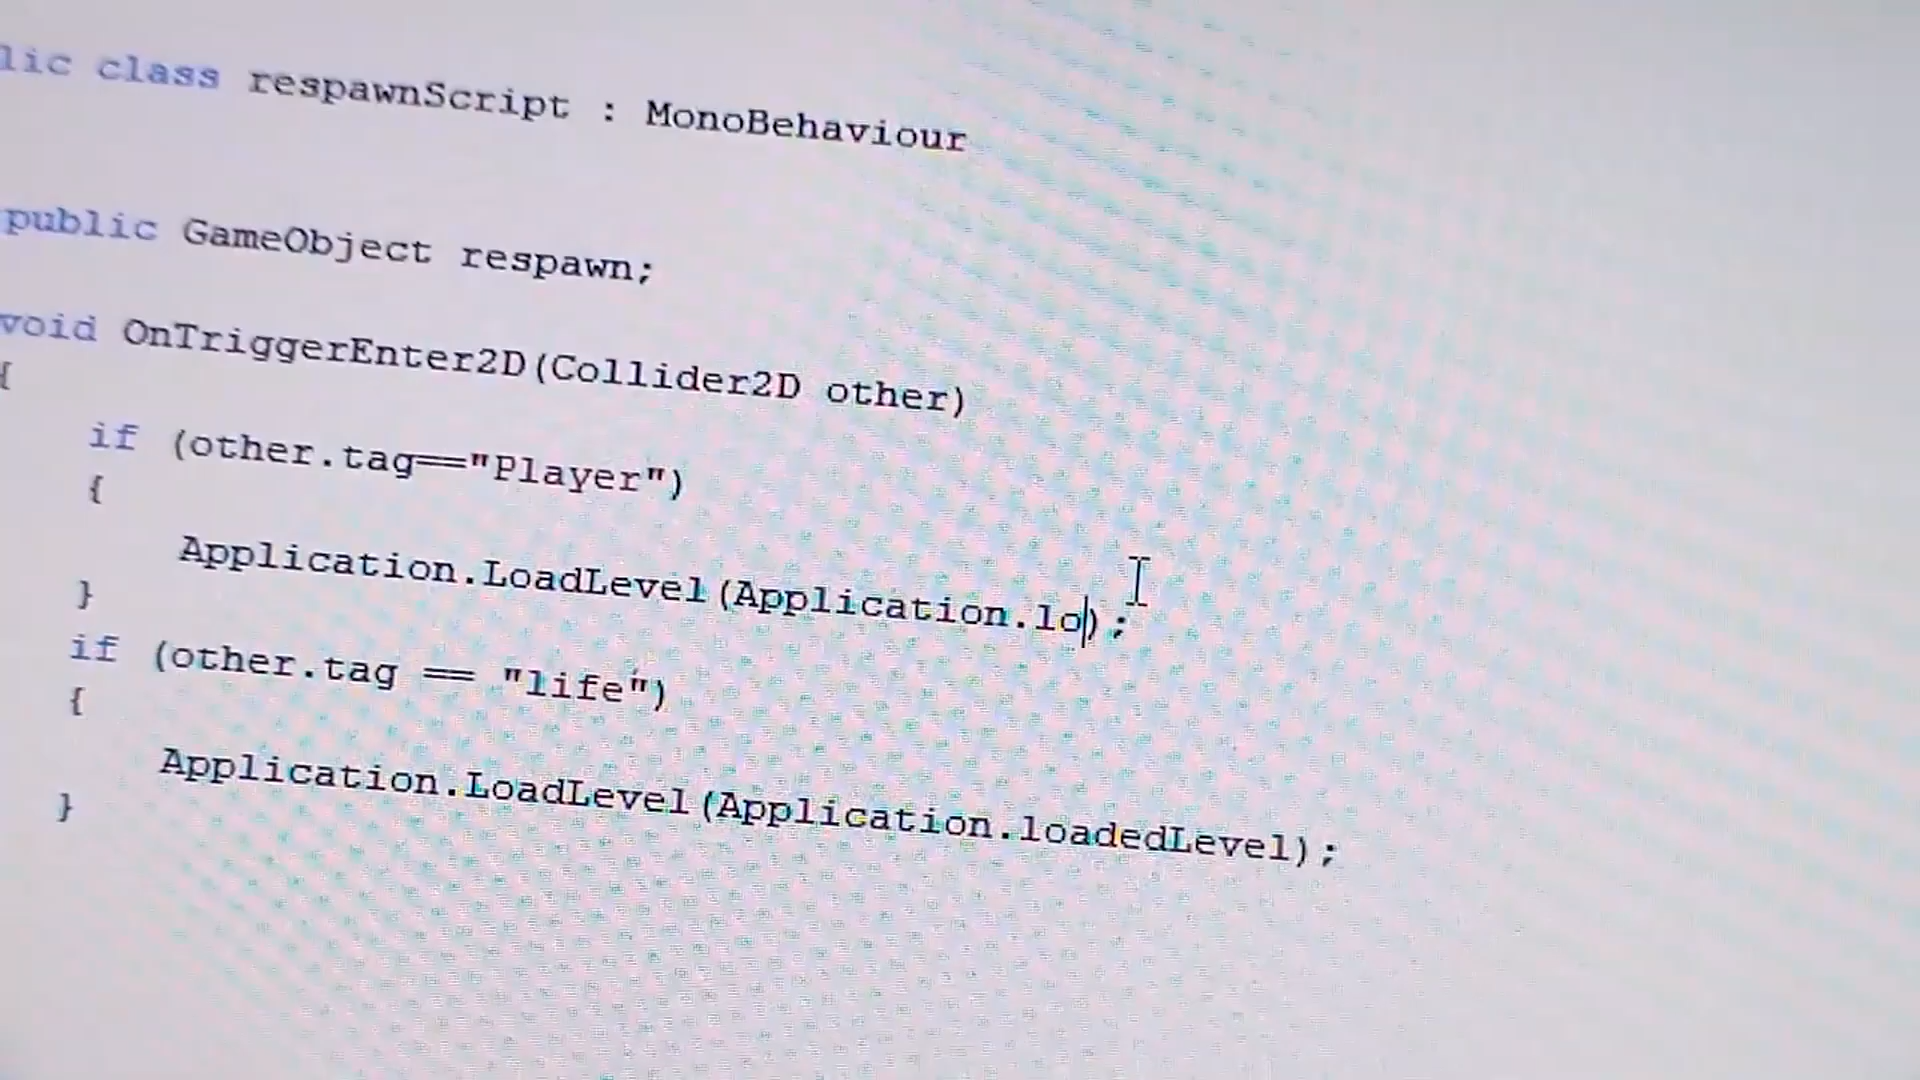 lic class respawnScript : MonoBehaviour
public GameObject respawn;
void OnTriggerEnter2D(Collider2D other)
{
if (other.tag=="Player")
{
Application.LoadLevel(Application.lo);
}
if (other.tag == "life")
{
Application.LoadLevel(Application.loadedLevel);
}